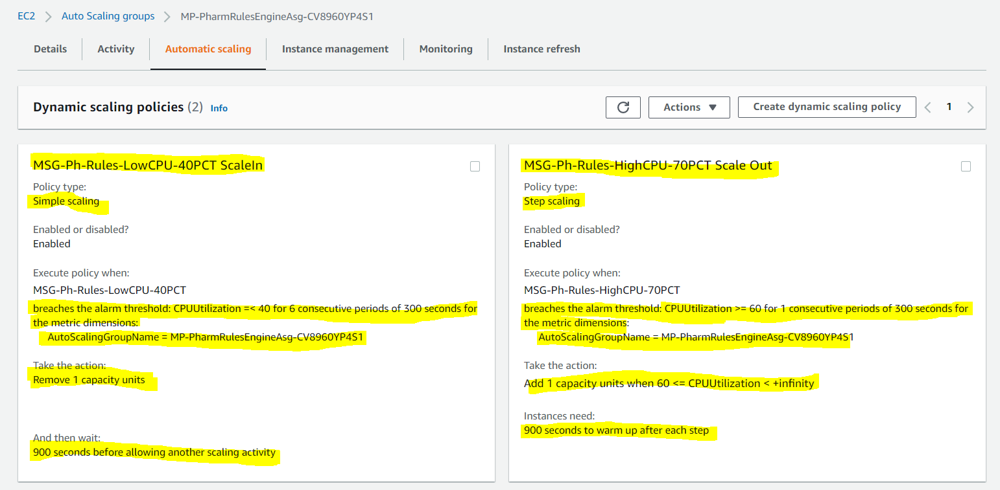 EC2 > Auto Scaling groups > MP-PharmRulesEngineAsg-CV8960YP4S1
Details Activity Automatic scaling Instance management Monitoring Instance refresh
Dynamic scaling policies (2) Info Actions ▼ Create dynamic scaling policy < 1 >
MSG-Ph-Rules-LowCPU-40PCT ScaleIn
Policy type:
Simple scaling
Enabled or disabled?
Enabled
Execute policy when:
MSG-Ph-Rules-LowCPU-40PCT
breaches the alarm threshold: CPUUtilization =< 40 for 6 consecutive periods of 300 seconds for
the metric dimensions:
AutoScalingGroupName = MP-PharmRulesEngineAsg-CV8960YP4S1
Take the action:
Remove 1 capacity units
And then wait:
900 seconds before allowing another scaling activity
MSG-Ph-Rules-HighCPU-70PCT Scale Out
Policy type:
Step scaling
Enabled or disabled?
Enabled
Execute policy when:
MSG-Ph-Rules-HighCPU-70PCT
breaches the alarm threshold: CPUUtilization >= 60 for 1 consecutive periods of 300 seconds for
the metric dimensions:
AutoScalingGroupName = MP-PharmRulesEngineAsg-CV8960YP4S1
Take the action:
Add 1 capacity units when 60 <= CPUUtilization < +infinity
Instances need:
900 seconds to warm up after each step